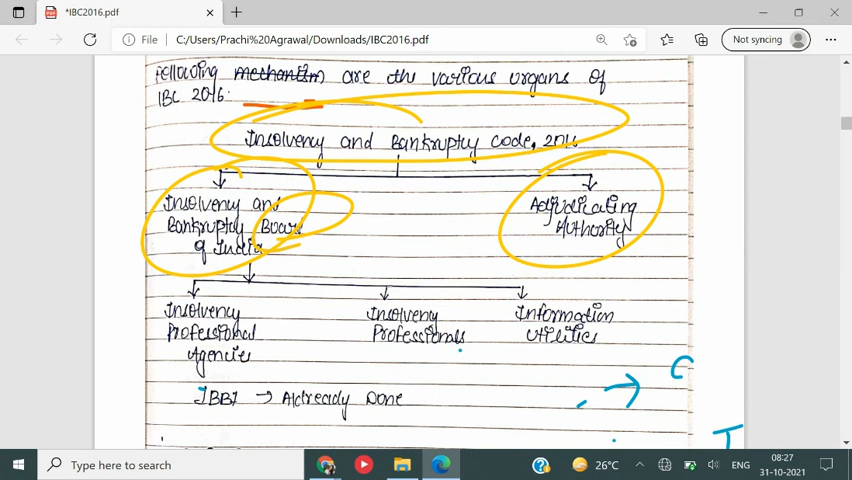 *IBC2016.pdf
File
C:/Users/Prachi%20Agrawal/Downloads/IBC2016.pdf
Not syncing
Following mechanism are the various organs of
IBC 2016.
Insolvency and Bankruptcy Code, 2016
Insolvency and
Bankruptcy Board
of India
Adjudicating
Authority
Insolvency
Professional
Agencies
Insolvency
Professionals
Information
Utilities
IBBI → Aldready Done
→ C
I
Type here to search
26°C
ENG
08:27
31-10-2021